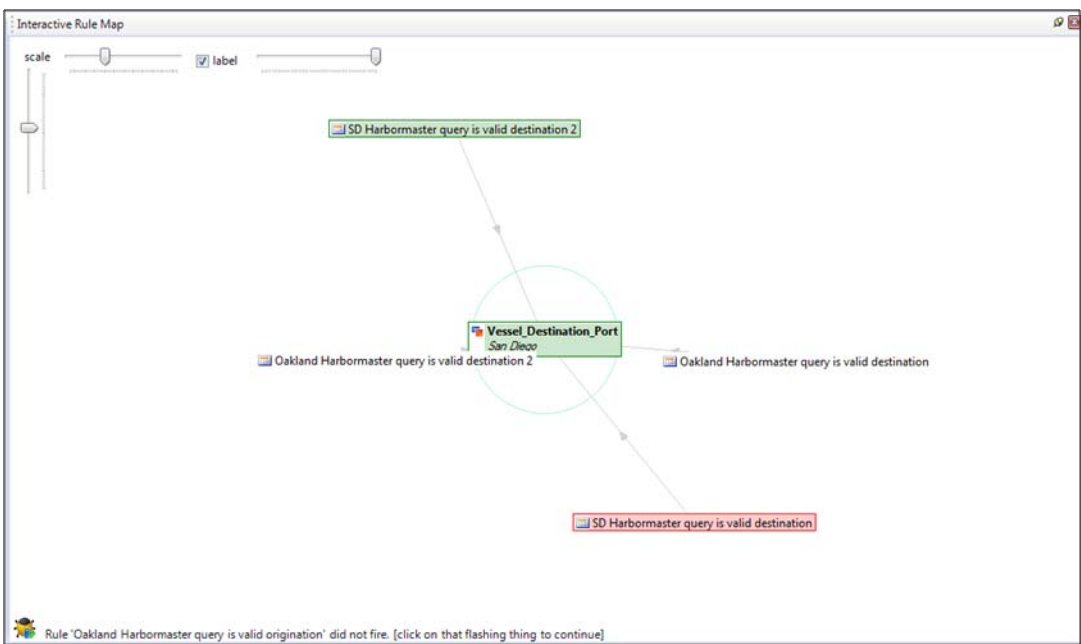 Interactive Rule Map
scale
label
SD Harbormaster query is valid destination 2
Vessel_Destination_Port
San Diego
Oakland Harbormaster query is valid destination 2
Oakland Harbormaster query is valid destination
SD Harbormaster query is valid destination
Rule 'Oakland Harbormaster query is valid origination' did not fire. [click on that flashing thing to continue]